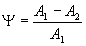 Ψ = (A₁ − A₂) / A₁